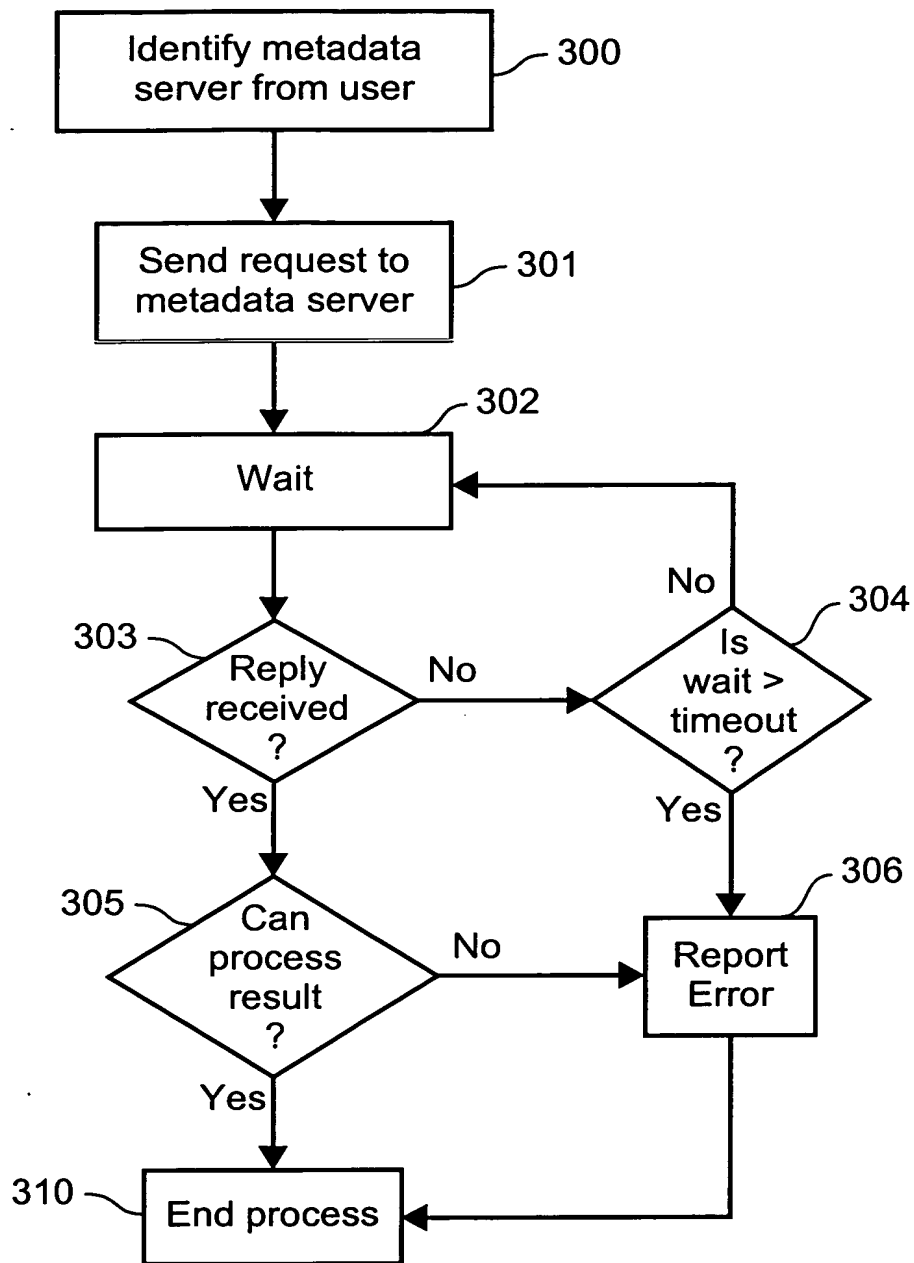 Identify metadata
server from user
300
Send request to
metadata server
301
302
Wait
No
304
303
Reply
received
?
No
Is
wait >
timeout
?
Yes
Yes
306
305
Can
process
result
?
No
Report
Error
Yes
310
End process